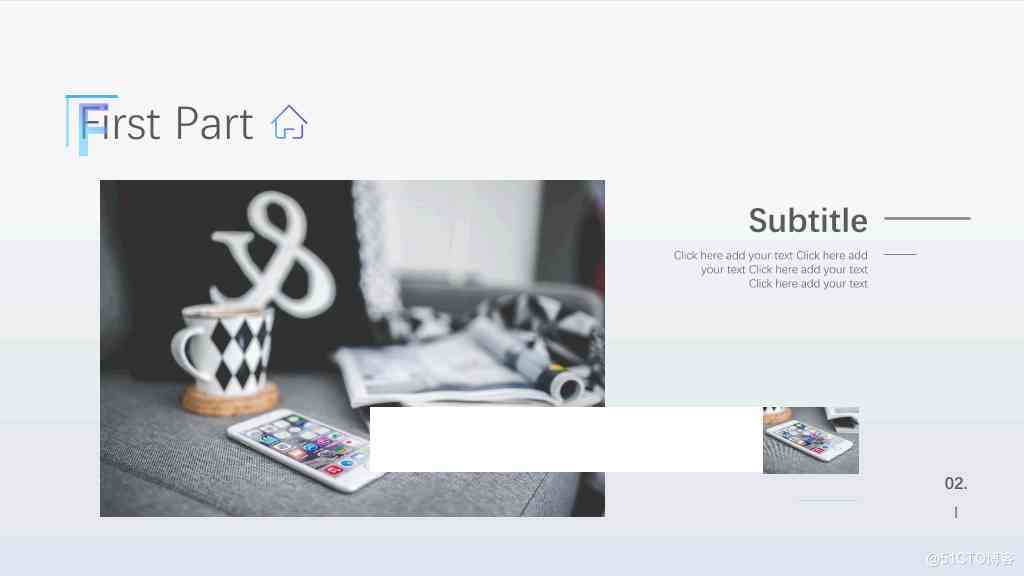 First Part
Subtitle
Click here add your text Click here add
your text Click here add your text
Click here add your text
&
02.
@51CTO博客